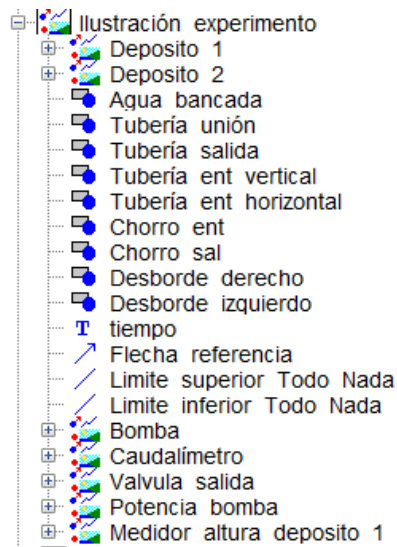 Ilustración experimento
Deposito 1
Deposito 2
Agua bancada
Tubería unión
Tubería salida
Tubería ent vertical
Tubería ent horizontal
Chorro ent
Chorro sal
Desborde derecho
Desborde izquierdo
T tiempo
Flecha referencia
Limite superior Todo Nada
Limite inferior Todo Nada
Bomba
Caudalímetro
Valvula salida
Potencia bomba
Medidor altura deposito 1